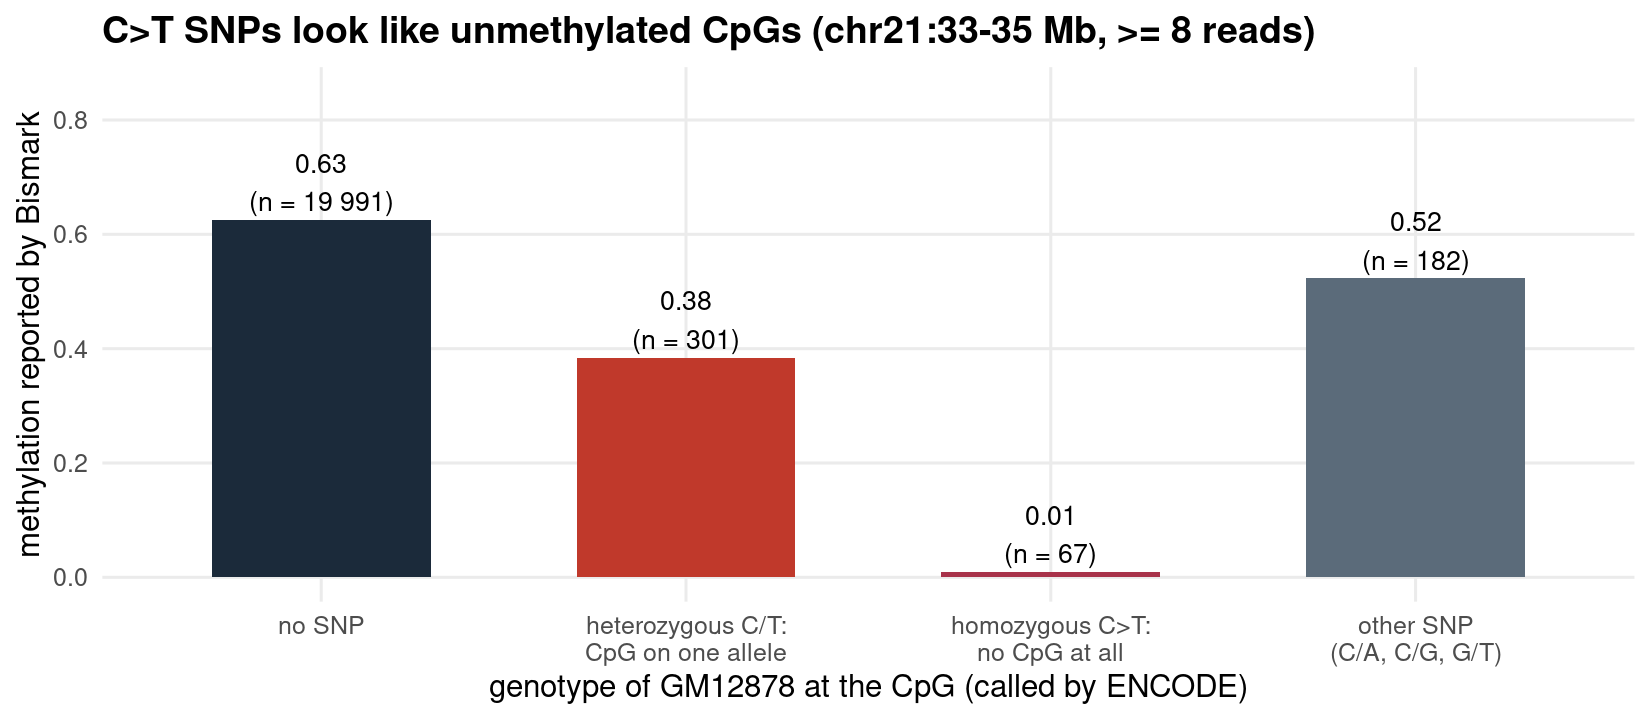 C>T SNPs look like unmethylated CpGs (chr21:33-35 Mb, >= 8 reads)
methylation reported by Bismark
0.8
0.6
0.4
0.2
0.0
0.63
(n = 19 991)
0.38
(n = 301)
0.01
(n = 67)
0.52
(n = 182)
no SNP
heterozygous C/T:
CpG on one allele
homozygous C>T:
no CpG at all
other SNP
(C/A, C/G, G/T)
genotype of GM12878 at the CpG (called by ENCODE)